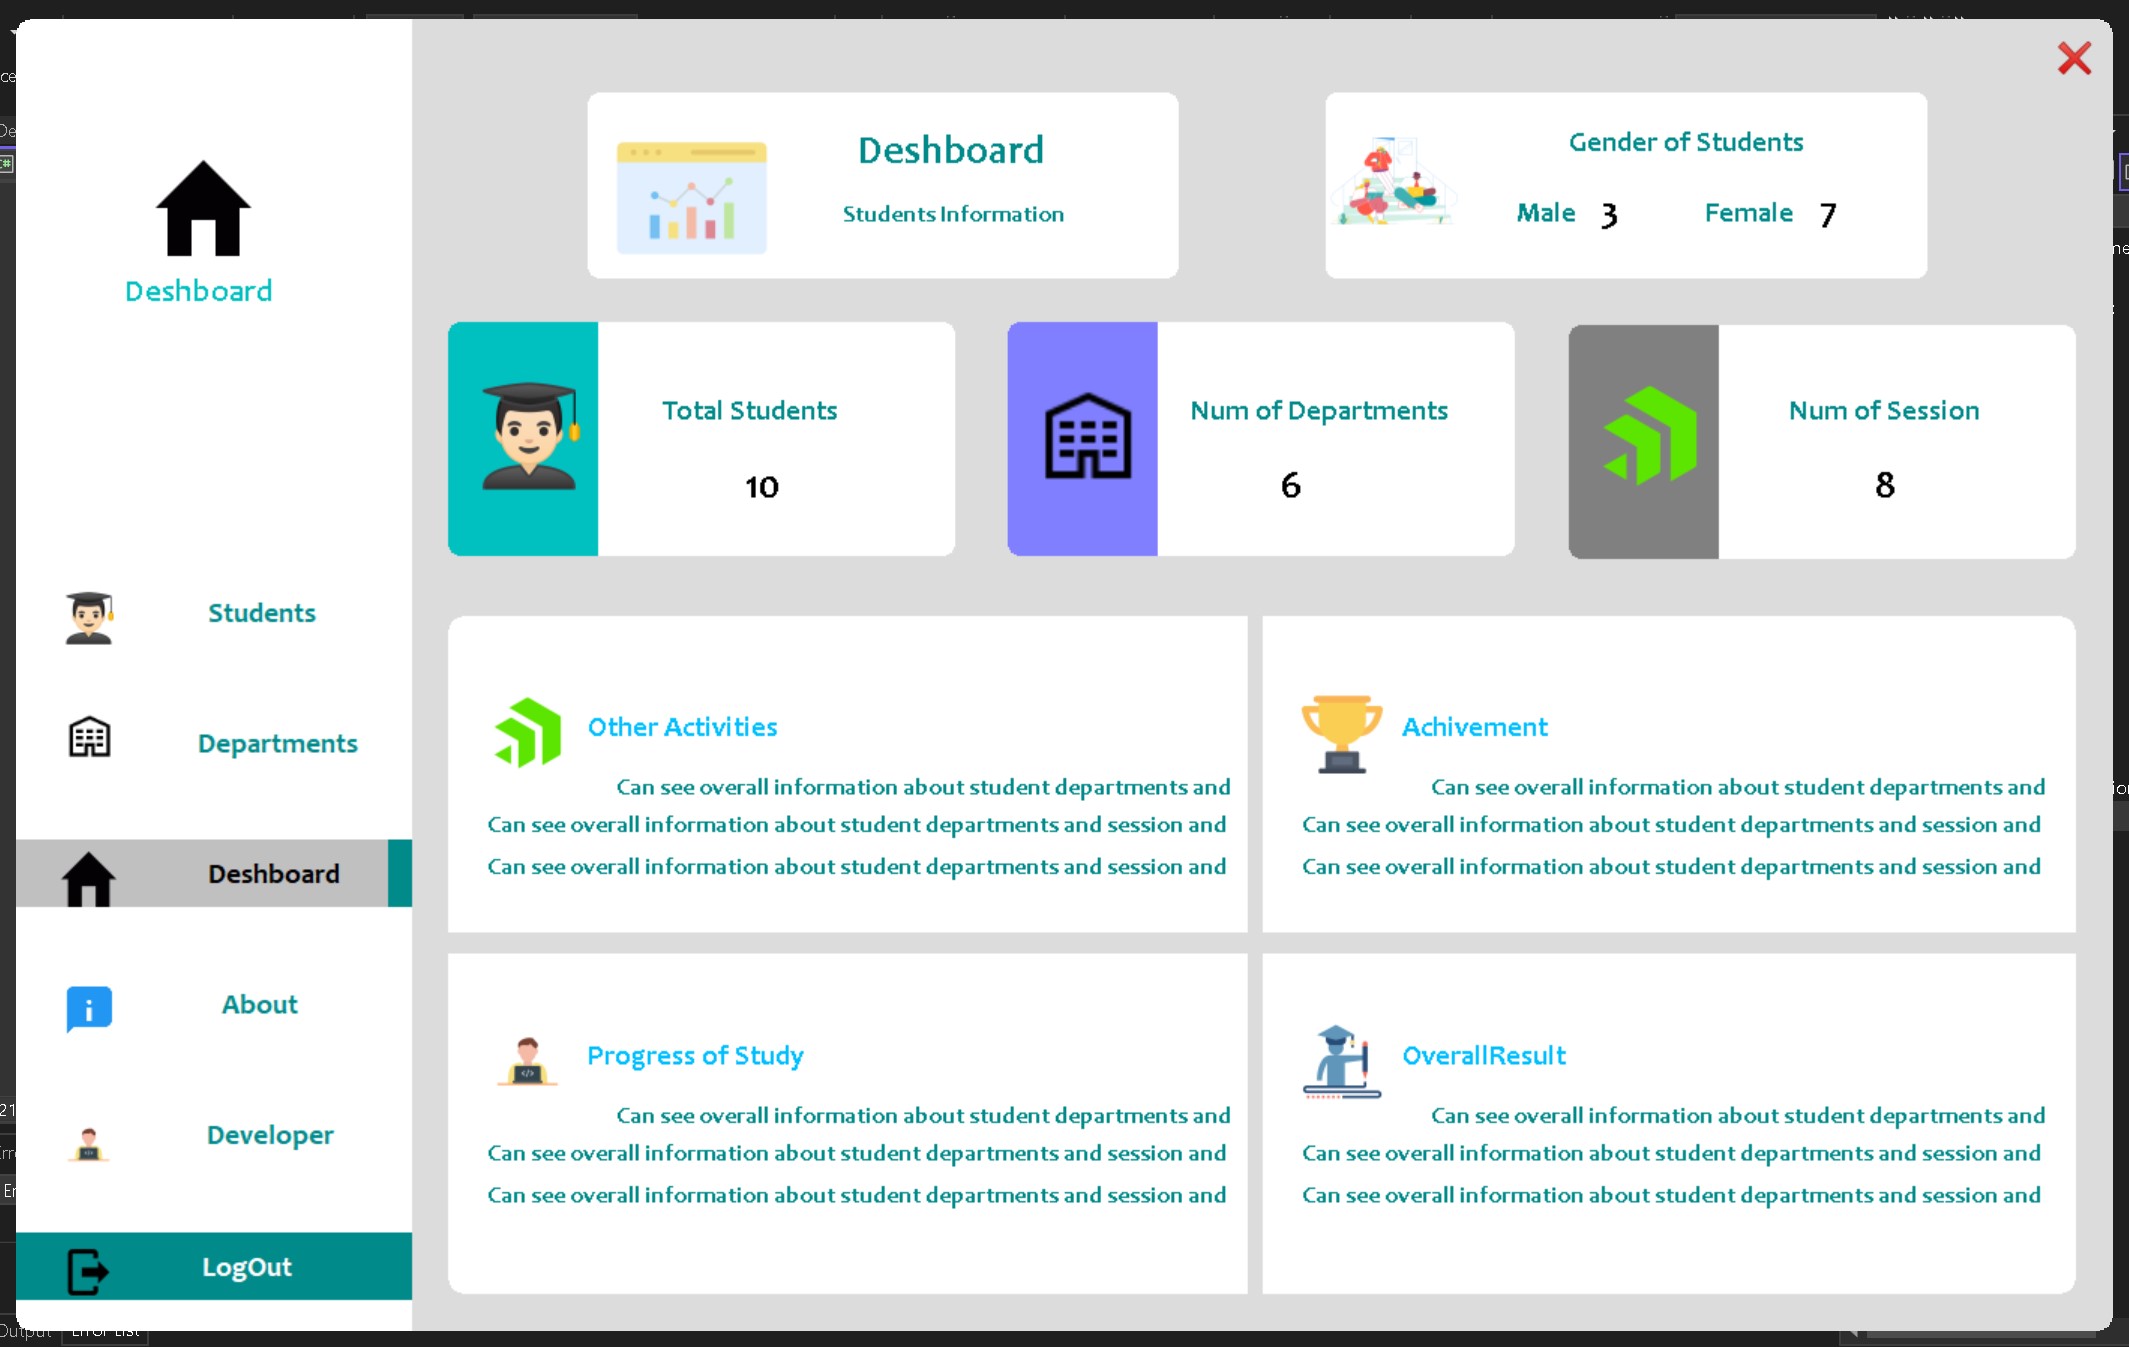 Deshboard
Students
Departments
Deshboard
About
Developer
LogOut
Deshboard
Students Information
Gender of Students
Male 3 Female 7
Total Students
10
Num of Departments
6
Num of Session
8
Other Activities
Can see overall information about student departments and
Can see overall information about student departments and session and
Can see overall information about student departments and session and
Achivement
Can see overall information about student departments and
Can see overall information about student departments and session and
Can see overall information about student departments and session and
Progress of Study
Can see overall information about student departments and
Can see overall information about student departments and session and
Can see overall information about student departments and session and
OverallResult
Can see overall information about student departments and
Can see overall information about student departments and session and
Can see overall information about student departments and session and
Output Error List